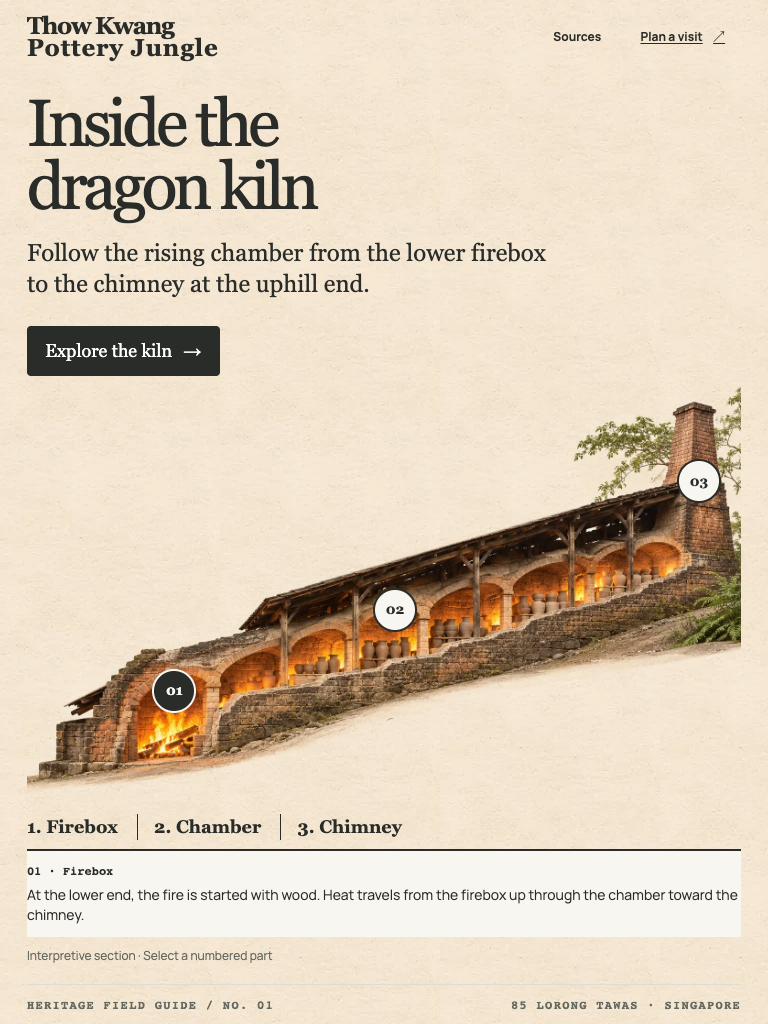 Thow Kwang
Pottery Jungle
Sources
Plan a visit ↗
Inside the
dragon kiln
Follow the rising chamber from the lower firebox
to the chimney at the uphill end.
Explore the kiln →
03
02
01
1. Firebox
2. Chamber
3. Chimney
01 · Firebox
At the lower end, the fire is started with wood. Heat travels from the firebox up through the chamber toward the
chimney.
Interpretive section · Select a numbered part
HERITAGE FIELD GUIDE / NO. 01
85 LORONG TAWAS · SINGAPORE